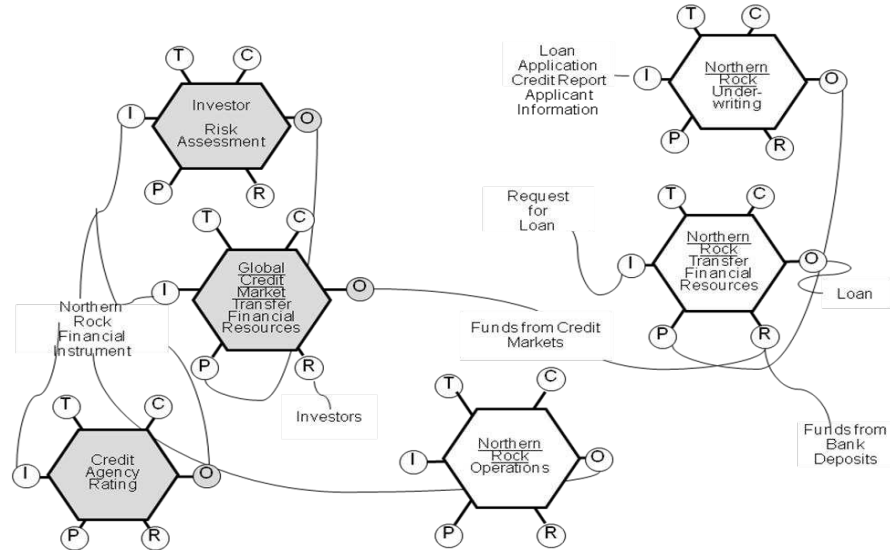 T
C
I
Investor
Risk
Assessment
O
P
R
Loan
Application
Credit Report
Applicant
Information
T
C
I
Northern
Rock
Under-
writing
O
P
R
Request
for
Loan
T
C
I
Northern
Rock
Transfer
Financial
Resources
O
P
R
Loan
T
C
I
Global
Credit
Market
Transfer
Financial
Resources
O
P
R
Northern
Rock
Financial
Instrument
Funds from Credit
Markets
Investors
Funds from
Bank
Deposits
T
C
I
Credit
Agency
Rating
O
P
R
T
C
I
Northern
Rock
Operations
O
P
R